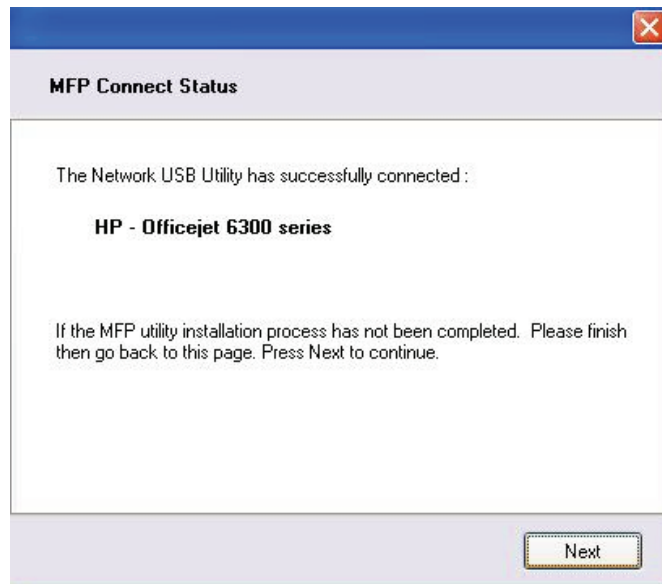 MFP Connect Status
The Network USB Utility has successfully connected :
HP - Officejet 6300 series
If the MFP utility installation process has not been completed.  Please finish
then go back to this page. Press Next to continue.
Next